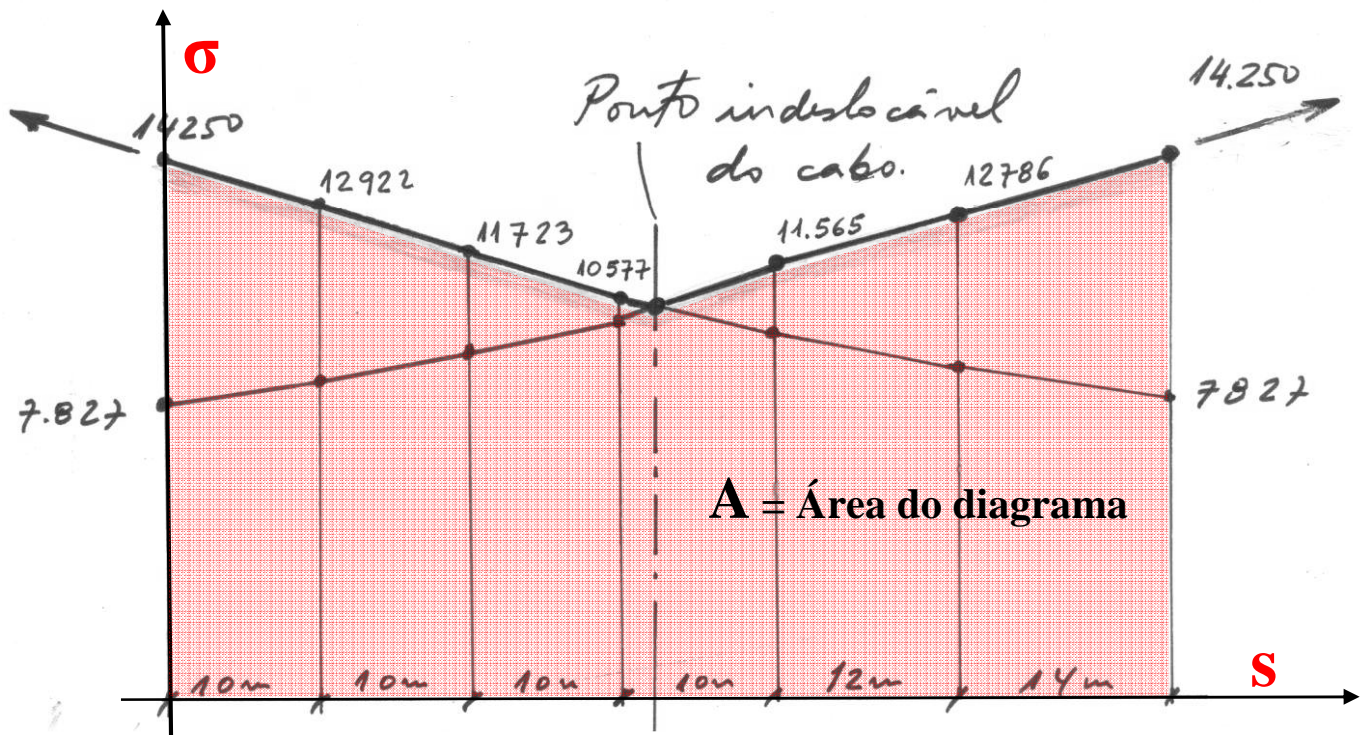 σ
14.250
Ponto indeslocável
do cabo.
14250
12922
12786
11723
11.565
10577
7.827
7827
A = Área do diagrama
10m
10m
10m
10m
12m
14m
S